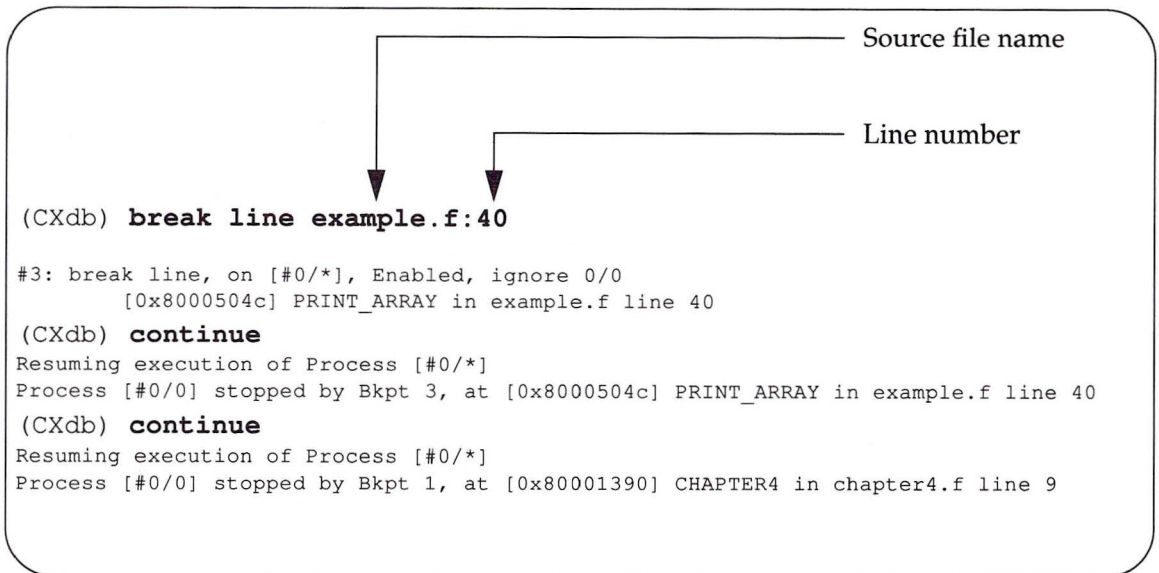 Source file name
Line number
(CXdb) break line example.f:40
#3: break line, on [#0/*], Enabled, ignore 0/0
[0x8000504c] PRINT_ARRAY in example.f line 40
(CXdb) continue
Resuming execution of Process [#0/*]
Process [#0/0] stopped by Bkpt 3, at [0x8000504c] PRINT_ARRAY in example.f line 40
(CXdb) continue
Resuming execution of Process [#0/*]
Process [#0/0] stopped by Bkpt 1, at [0x80001390] CHAPTER4 in chapter4.f line 9